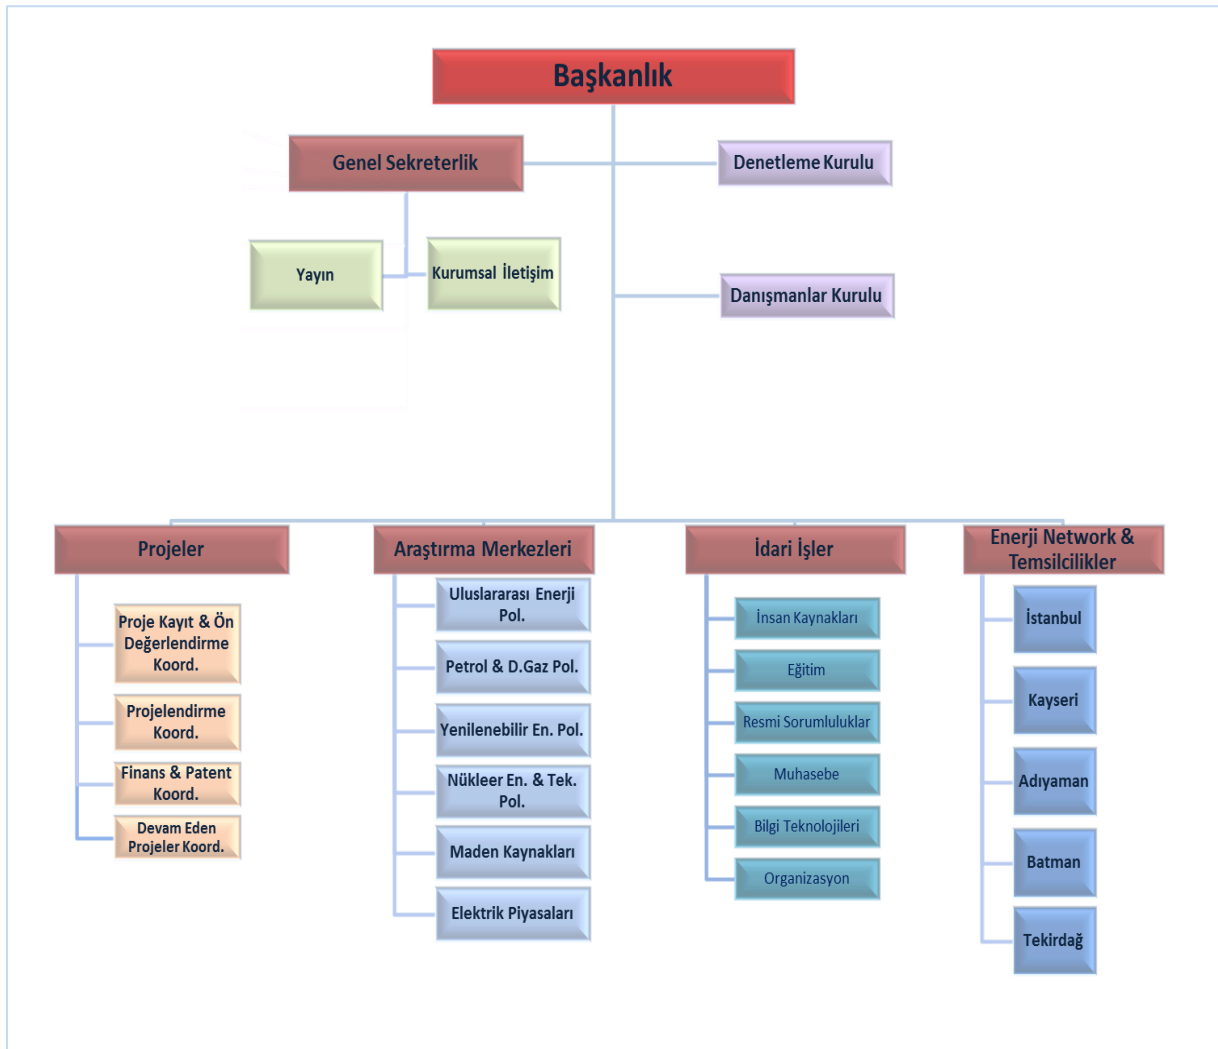 Başkanlık
Genel Sekreterlik
Denetleme Kurulu
Yayın
Kurumsal İletişim
Danışmanlar Kurulu
Projeler
Proje Kayıt & Ön
Değerlendirme
Koord.
Projelendirme
Koord.
Finans & Patent
Koord.
Devam Eden
Projeler Koord.
Araştırma Merkezleri
Uluslararası Enerji
Pol.
Petrol & D.Gaz Pol.
Yenilenebilir En. Pol.
Nükleer En. & Tek.
Pol.
Maden Kaynakları
Elektrik Piyasaları
İdari İşler
İnsan Kaynakları
Eğitim
Resmi Sorumluluklar
Muhasebe
Bilgi Teknolojileri
Organizasyon
Enerji Network &
Temsilcilikler
İstanbul
Kayseri
Adıyaman
Batman
Tekirdağ